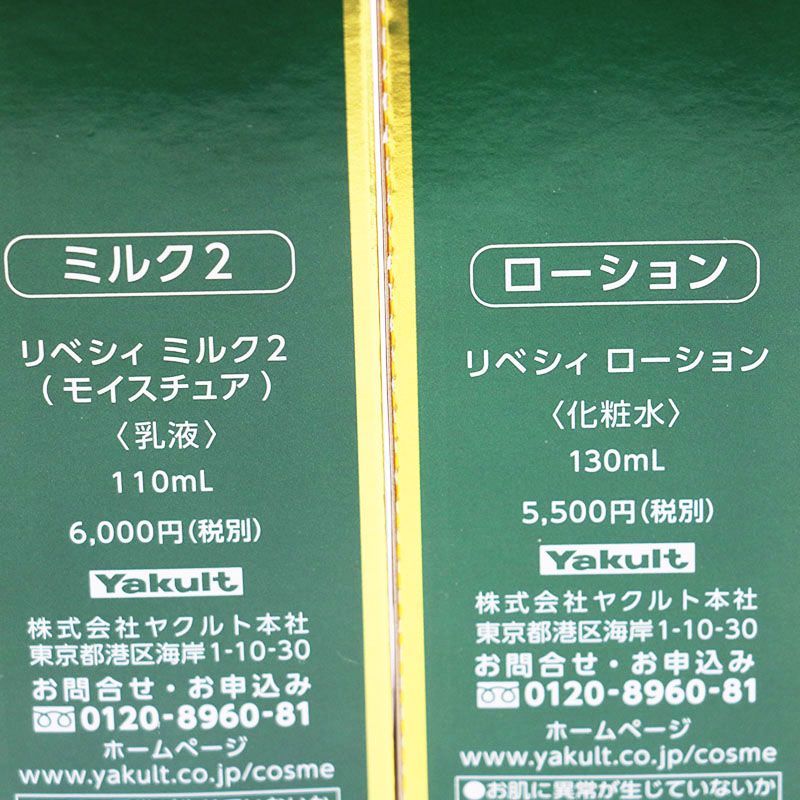 ミルク2
リベシィ ミルク2
(モイスチュア)
〈乳液〉
110mL
6,000円(税別)
Yakult
株式会社ヤクルト本社
東京都港区海岸1-10-30
お問合せ・お申込み
0120-8960-81
ホームページ
www.yakult.co.jp/cosme
ローション
リベシィ ローション
〈化粧水〉
130mL
5,500円(税別)
Yakult
株式会社ヤクルト本社
東京都港区海岸1-10-30
お問合せ・お申込み
0120-8960-81
ホームページ
www.yakult.co.jp/cosme
●お肌に異常が生じていないか